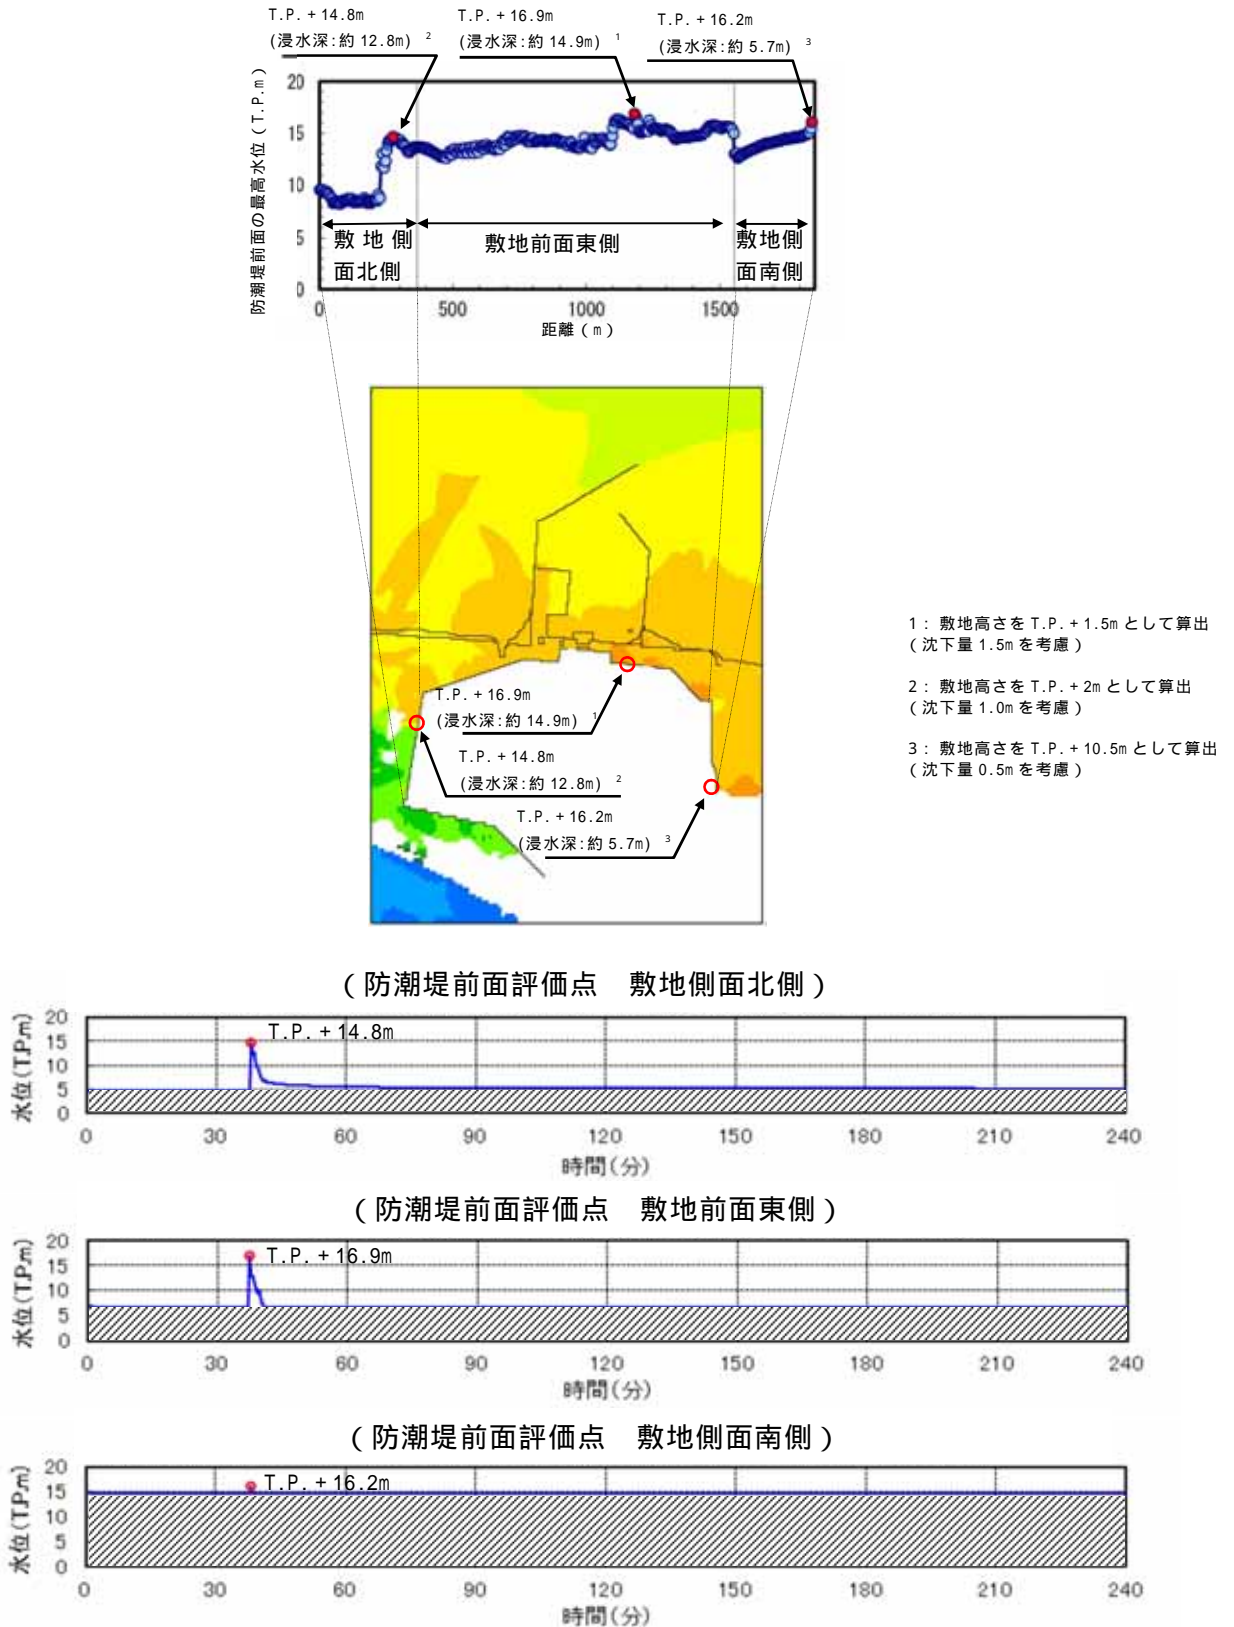 T.P.+14.8m
(浸水深:約12.8m) 2
T.P.+16.9m
(浸水深:約14.9m) 1
T.P.+16.2m
(浸水深:約5.7m) 3
防潮堤前面の最高水位(T.P.m)
20
15
10
5
0
敷地側
面北側
敷地前面東側
敷地側
面南側
0 500 1000 1500
距離(m)
T.P.+16.9m
(浸水深:約14.9m) 1
T.P.+14.8m
(浸水深:約12.8m) 2
T.P.+16.2m
(浸水深:約5.7m) 3
1: 敷地高さをT.P.+1.5mとして算出
(沈下量1.5mを考慮)
2: 敷地高さをT.P.+2mとして算出
(沈下量1.0mを考慮)
3: 敷地高さをT.P.+10.5mとして算出
(沈下量0.5mを考慮)
(防潮堤前面評価点 敷地側面北側)
水位(T.P.m)
20
15
10
5
0
T.P.+14.8m
0 30 60 90 120 150 180 210 240
時間(分)
(防潮堤前面評価点 敷地前面東側)
水位(T.P.m)
20
15
10
5
0
T.P.+16.9m
0 30 60 90 120 150 180 210 240
時間(分)
(防潮堤前面評価点 敷地側面南側)
水位(T.P.m)
20
15
10
5
0
T.P.+16.2m
0 30 60 90 120 150 180 210 240
時間(分)